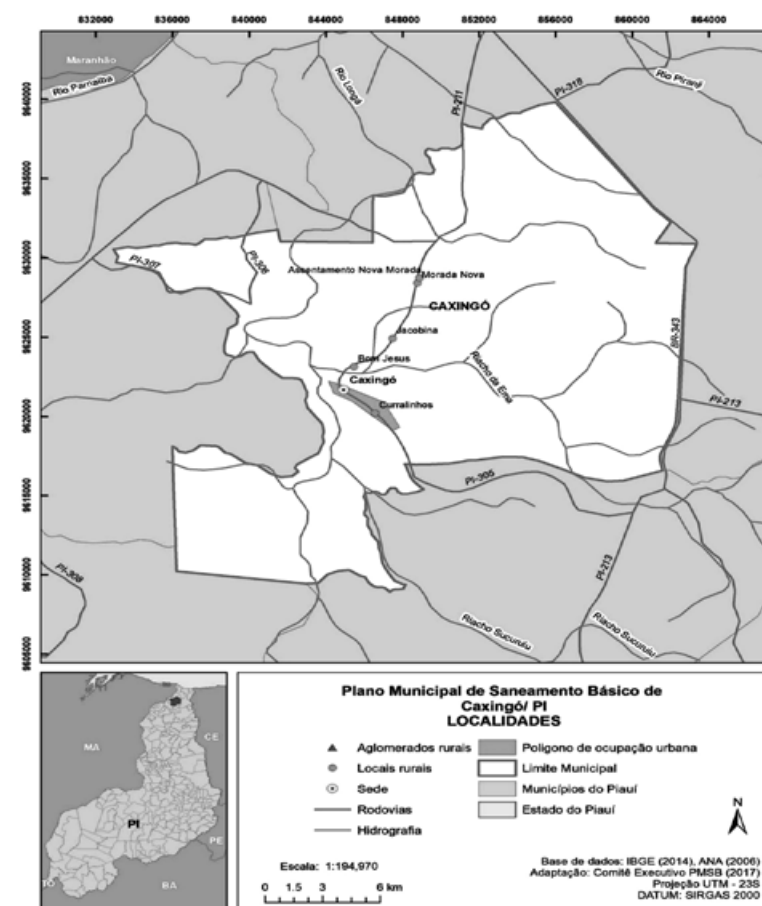 832000 836000 840000 844000 848000 852000 856000 860000 864000
Maranhão
Rio Parnaíba
Rio Longá
PI-211
PI-318
Rio Piranji
9640000
9635000
9630000
9625000
9620000
9615000
9610000
9605000
PI-307
PI-306
Assentamento Nova Morada
Morada Nova
CAXINGÓ
Jacobina
Bom Jesus
Caxingó
Curralinhos
Riacho da Ema
BR-343
PI-213
PI-305
PI-308
PI-213
Riacho Sucuruiu
Riacho Sucuruiu
MA
CE
PI
PE
TO
BA
Plano Municipal de Saneamento Básico de
Caxingó/ PI
LOCALIDADES
Aglomerados rurais
Locais rurais
Sede
Rodovias
Hidrografia
Poligono de ocupação urbana
Limite Municipal
Municípios do Piauí
Estado do Piauí
N
Escala: 1:194,970
0 1,5 3 6 km
Base de dados: IBGE (2014), ANA (2006)
Adaptação: Comitê Executivo PMSB (2017)
Projeção UTM - 23S
DATUM: SIRGAS 2000